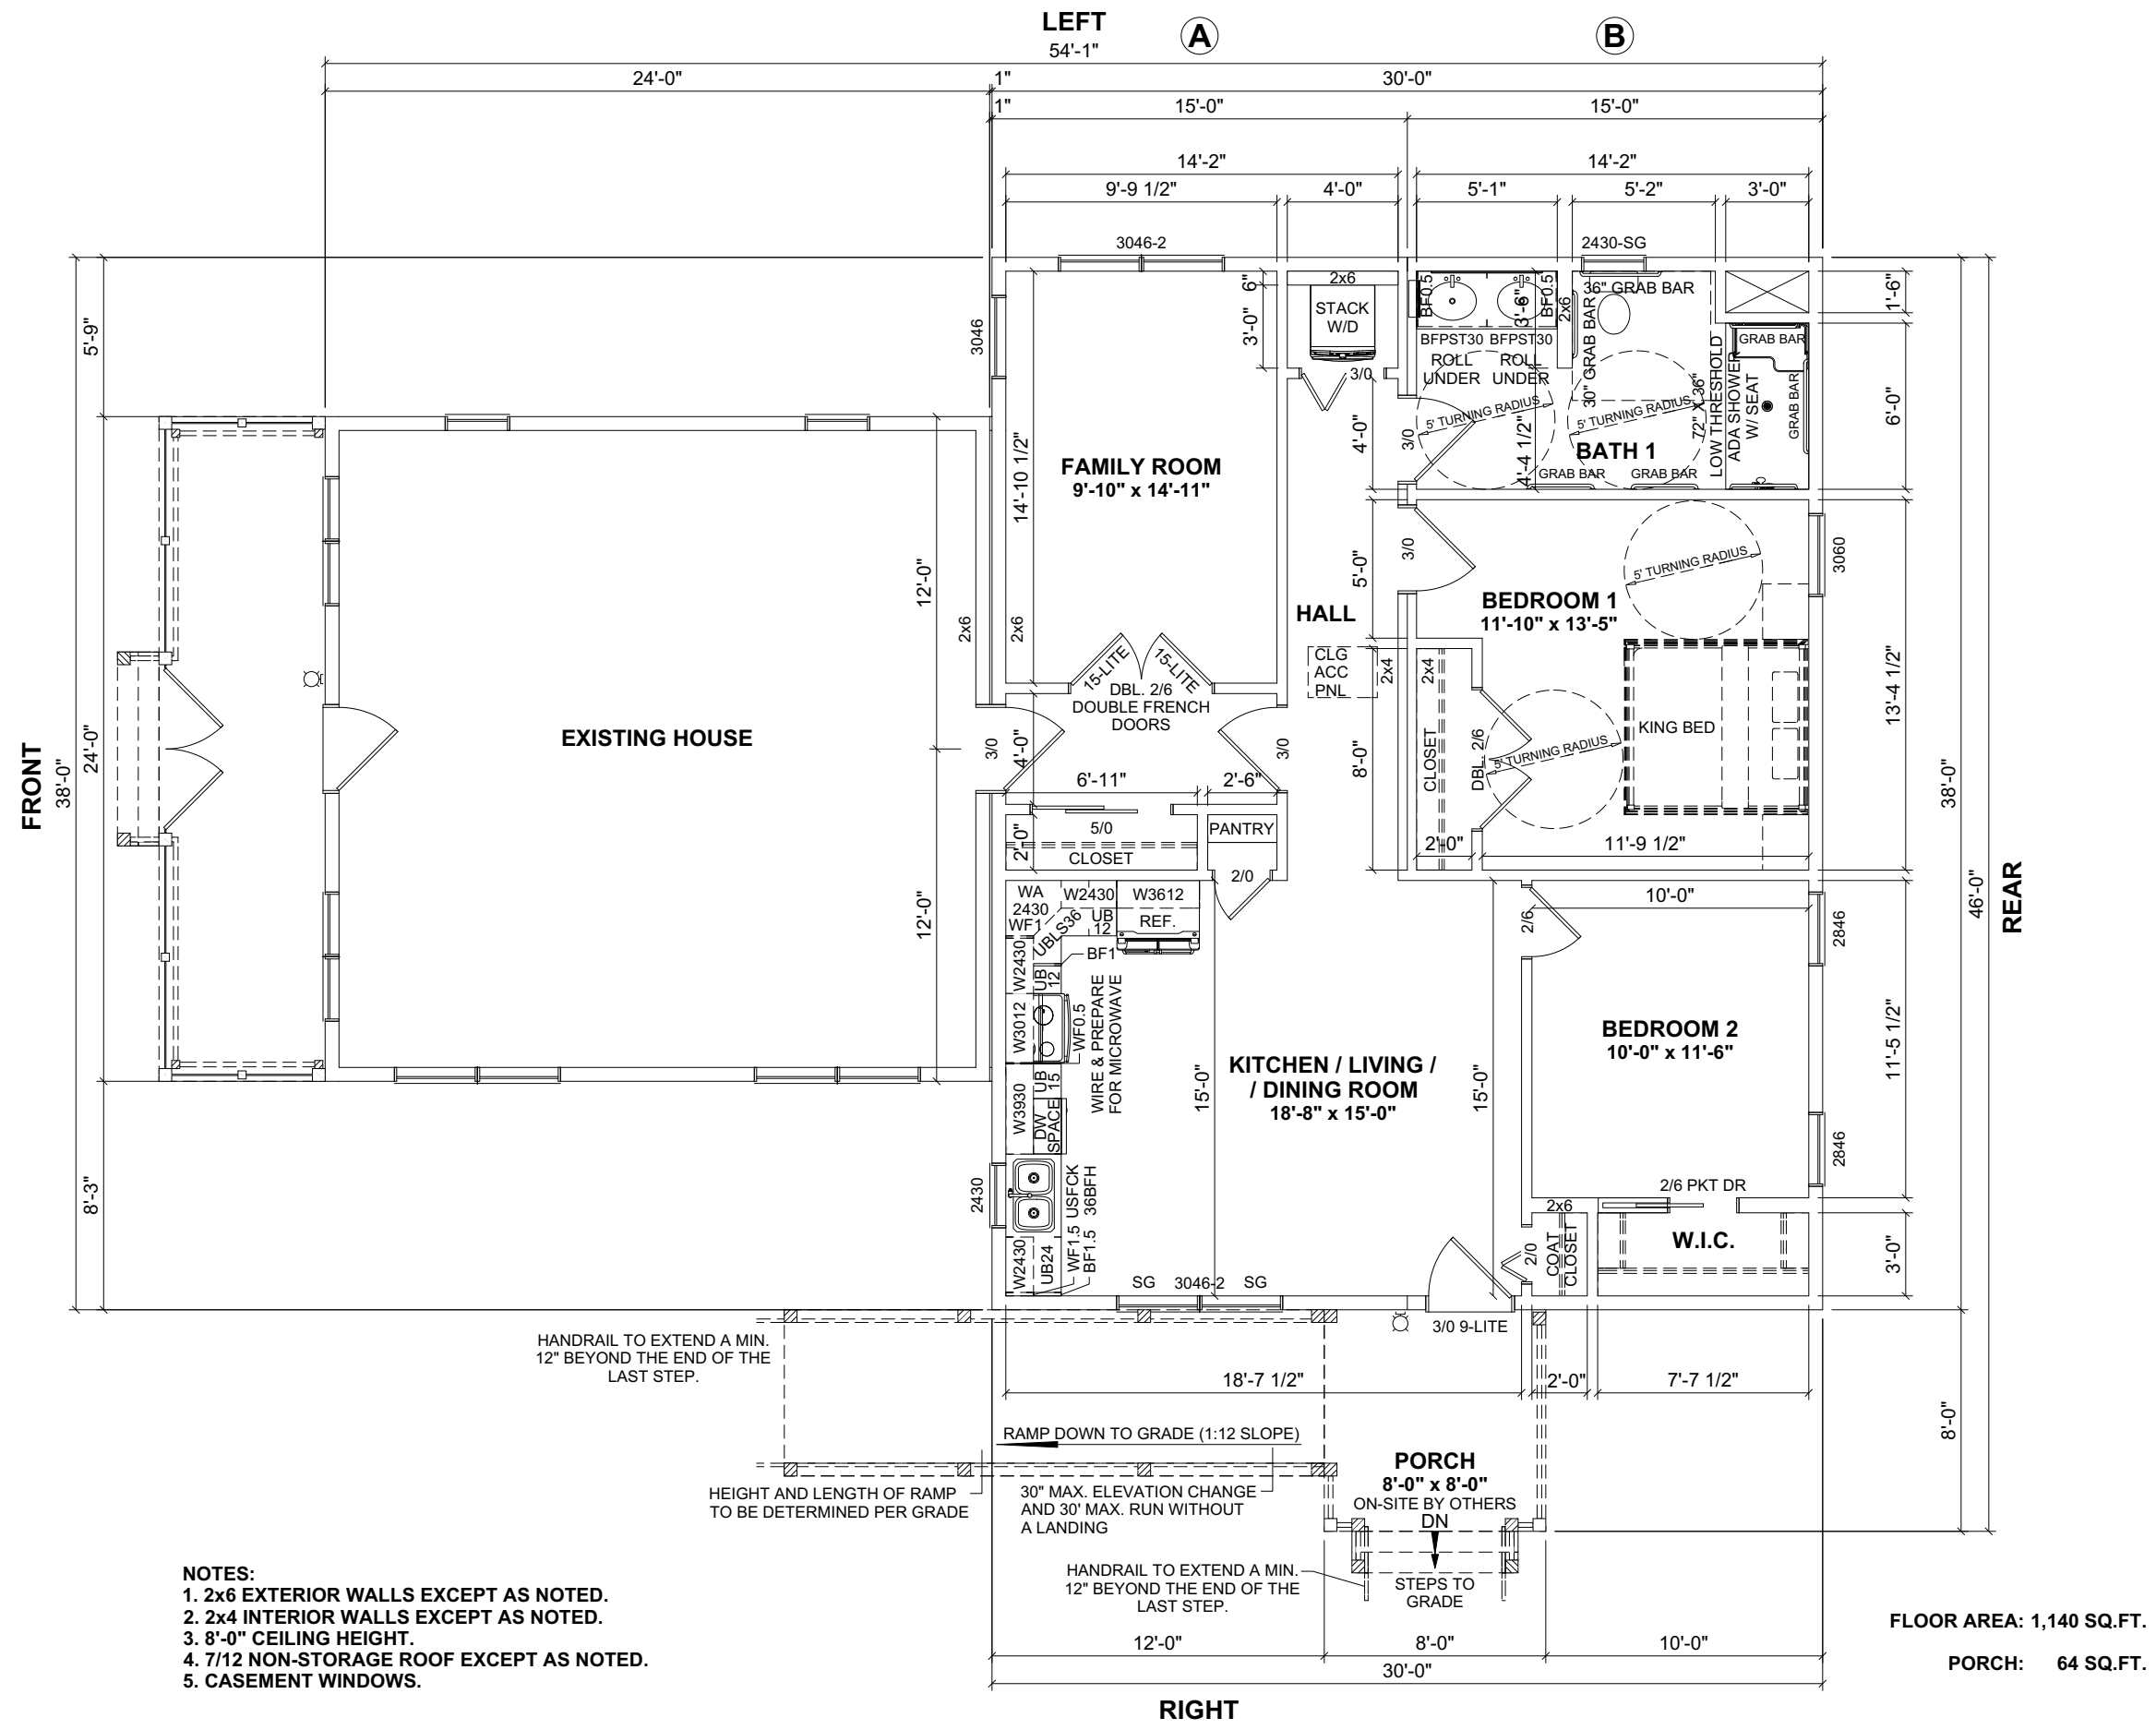 LEFT
A
B
54'-1"
24'-0"
1"
30'-0"
1"
15'-0"
15'-0"
14'-2"
14'-2"
9'-9 1/2"
4'-0"
5'-1"
5'-2"
3'-0"
3046-2
2430-SG
5'-9"
3046
6"
3'-0"
2x6
STACK
W/D
3/0
BF0.5
3'-6"
BF0.5
2x6
BFPST30
BFPST30
ROLL
UNDER
ROLL
UNDER
36" GRAB BAR
30" GRAB BAR
5' TURNING RADIUS
5' TURNING RADIUS
4'-4 1/2"
BATH 1
GRAB BAR
GRAB BAR
72" X 36"
LOW THRESHOLD
ADA SHOWER
W/ SEAT
GRAB BAR
GRAB BAR
1'-6"
6'-0"
FAMILY ROOM
9'-10" x 14'-11"
14'-10 1/2"
4'-0"
3/0
5'-0"
3/0
HALL
CLG
ACC
PNL
2x4
2x4
8'-0"
BEDROOM 1
11'-10" x 13'-5"
5' TURNING RADIUS
3060
13'-4 1/2"
KING BED
5' TURNING RADIUS
CLOSET
DBL. 2/6
2'-0"
11'-9 1/2"
FRONT
38'-0"
24'-0"
EXISTING HOUSE
12'-0"
12'-0"
2x6
2x6
15-LITE
15-LITE
DBL. 2/6
DOUBLE FRENCH
DOORS
3/0
4'-0"
3/0
6'-11"
2'-6"
5/0
2'-0"
CLOSET
PANTRY
2/0
38'-0"
46'-0"
REAR
WA
2430
WF1
W2430
UB
12
W3612
REF.
UBLS36
BF1
W2430
UB
12
W3012
WF0.5
WIRE & PREPARE
FOR MICROWAVE
W3930
UB
15
DW
SPACE
2430
USFCK
36BFH
WF1.5
BF1.5
W2430
UB24
15'-0"
KITCHEN / LIVING /
/ DINING ROOM
18'-8" x 15'-0"
15'-0"
2/6
10'-0"
2846
BEDROOM 2
10'-0" x 11'-6"
11'-5 1/2"
2846
2/6 PKT DR
2x6
2/0
COAT
CLOSET
W.I.C.
3'-0"
8'-3"
SG
3046-2
SG
3/0 9-LITE
HANDRAIL TO EXTEND A MIN.
12" BEYOND THE END OF THE
LAST STEP.
18'-7 1/2"
2'-0"
7'-7 1/2"
8'-0"
RAMP DOWN TO GRADE (1:12 SLOPE)
HEIGHT AND LENGTH OF RAMP
TO BE DETERMINED PER GRADE
30" MAX. ELEVATION CHANGE
AND 30' MAX. RUN WITHOUT
A LANDING
PORCH
8'-0" x 8'-0"
ON-SITE BY OTHERS
DN
HANDRAIL TO EXTEND A MIN.
12" BEYOND THE END OF THE
LAST STEP.
STEPS TO
GRADE
NOTES:
1. 2x6 EXTERIOR WALLS EXCEPT AS NOTED.
2. 2x4 INTERIOR WALLS EXCEPT AS NOTED.
3. 8'-0" CEILING HEIGHT.
4. 7/12 NON-STORAGE ROOF EXCEPT AS NOTED.
5. CASEMENT WINDOWS.
12'-0"
8'-0"
10'-0"
30'-0"
RIGHT
FLOOR AREA: 1,140 SQ.FT.
PORCH: 64 SQ.FT.